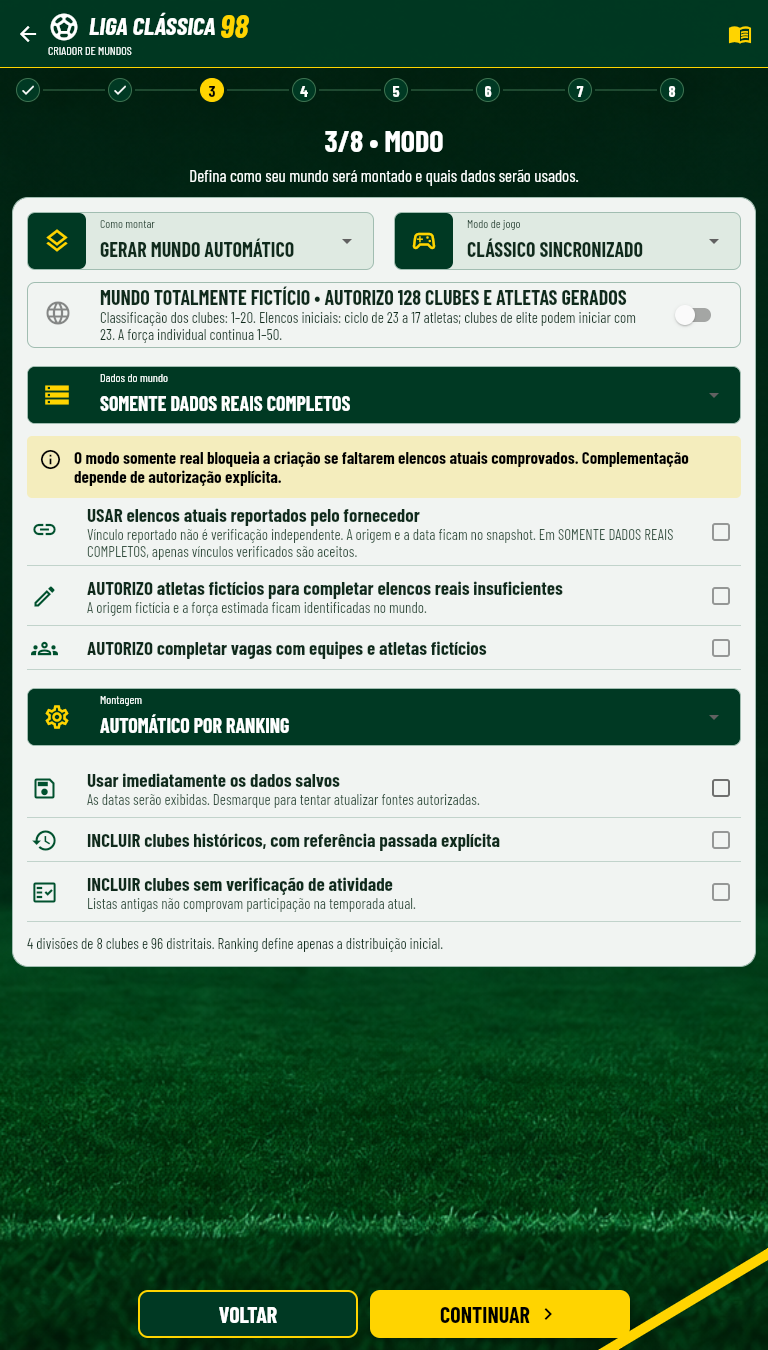 LIGA CLÁSSICA 98
CRIADOR DE MUNDOS
3 4 5 6 7 8
3/8 • MODO
Defina como seu mundo será montado e quais dados serão usados.
Como montar
GERAR MUNDO AUTOMÁTICO
Modo de jogo
CLÁSSICO SINCRONIZADO
MUNDO TOTALMENTE FICTÍCIO • AUTORIZO 128 CLUBES E ATLETAS GERADOS
Classificação dos clubes: 1–20. Elencos iniciais: ciclo de 23 a 17 atletas; clubes de elite podem iniciar com
23. A força individual continua 1–50.
Dados do mundo
SOMENTE DADOS REAIS COMPLETOS
O modo somente real bloqueia a criação se faltarem elencos atuais comprovados. Complementação
depende de autorização explícita.
USAR elencos atuais reportados pelo fornecedor
Vínculo reportado não é verificação independente. A origem e a data ficam no snapshot. Em SOMENTE DADOS REAIS
COMPLETOS, apenas vínculos verificados são aceitos.
AUTORIZO atletas fictícios para completar elencos reais insuficientes
A origem fictícia e a força estimada ficam identificadas no mundo.
AUTORIZO completar vagas com equipes e atletas fictícios
Montagem
AUTOMÁTICO POR RANKING
Usar imediatamente os dados salvos
As datas serão exibidas. Desmarque para tentar atualizar fontes autorizadas.
INCLUIR clubes históricos, com referência passada explícita
INCLUIR clubes sem verificação de atividade
Listas antigas não comprovam participação na temporada atual.
4 divisões de 8 clubes e 96 distritais. Ranking define apenas a distribuição inicial.
VOLTAR
CONTINUAR